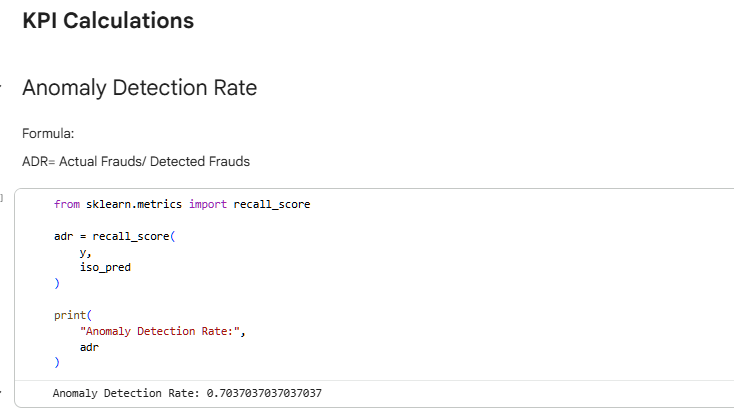 KPI Calculations
Anomaly Detection Rate
Formula:
ADR= Actual Frauds/ Detected Frauds
from sklearn.metrics import recall_score
adr = recall_score(
y,
iso_pred
)
print(
"Anomaly Detection Rate:",
adr
)
Anomaly Detection Rate: 0.7037037037037037